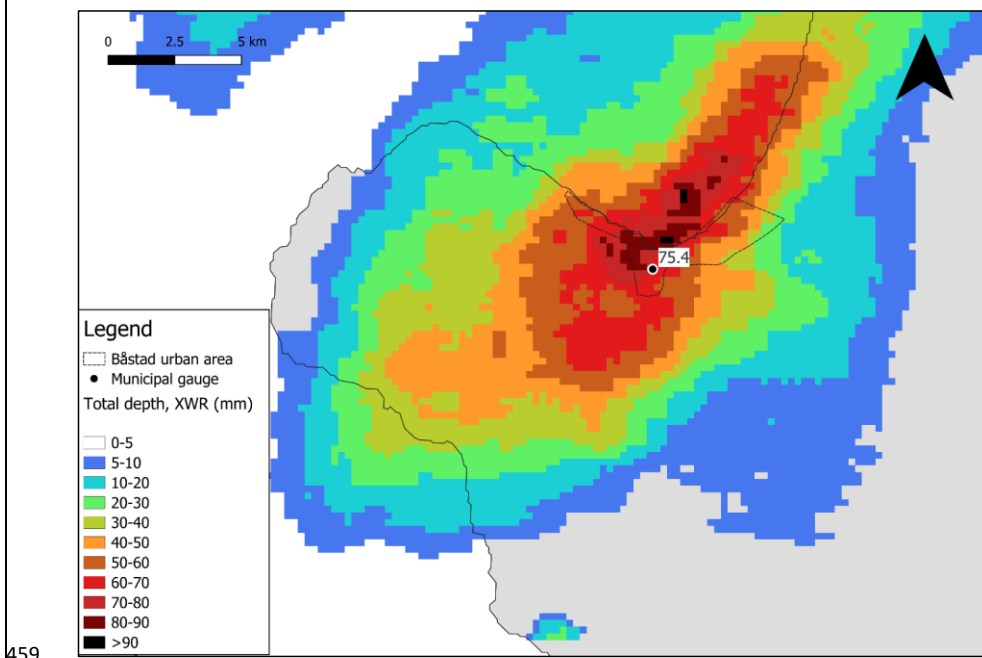 0 2.5 5 km
75.4
Legend
Båstad urban area
Municipal gauge
Total depth, XWR (mm)
0-5
5-10
10-20
20-30
30-40
40-50
50-60
60-70
70-80
80-90
>90
459